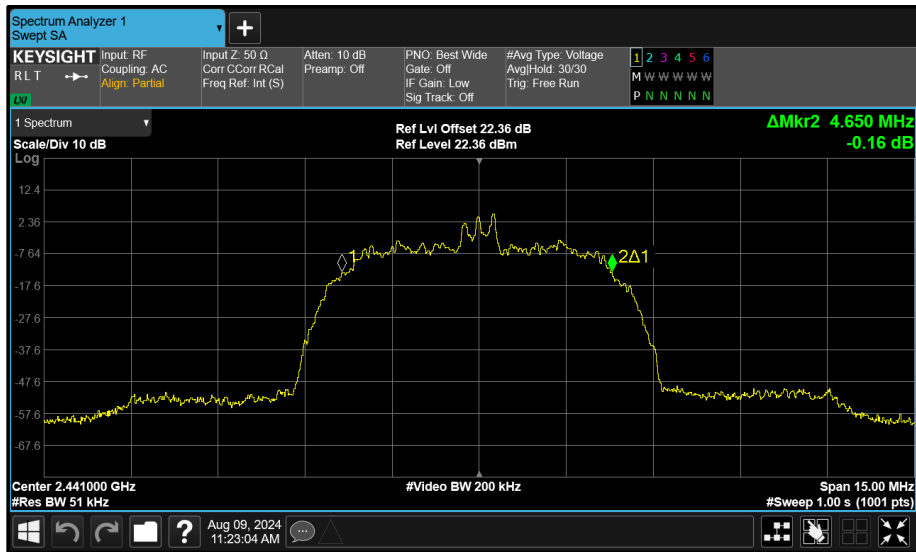 Spectrum Analyzer 1
Swept SA
KEYSIGHT
R L T
LXI
Input: RF
Coupling: AC
Align: Partial
Input Z: 50 Ω
Corr CCorr RCal
Freq Ref: Int (S)
Atten: 10 dB
Preamp: Off
PNO: Best Wide
Gate: Off
IF Gain: Low
Sig Track: Off
#Avg Type: Voltage
Avg|Hold: 30/30
Trig: Free Run
1 2 3 4 5 6
M W W W W W
P N N N N N
1 Spectrum
Scale/Div 10 dB
Ref Lvl Offset 22.36 dB
Ref Level 22.36 dBm
ΔMkr2 4.650 MHz
-0.16 dB
Log
12.4
2.36
-7.64
-17.6
-27.6
-37.6
-47.6
-57.6
-67.6
1
2Δ1
Center 2.441000 GHz
#Res BW 51 kHz
#Video BW 200 kHz
Span 15.00 MHz
#Sweep 1.00 s (1001 pts)
?
Aug 09, 2024
11:23:04 AM